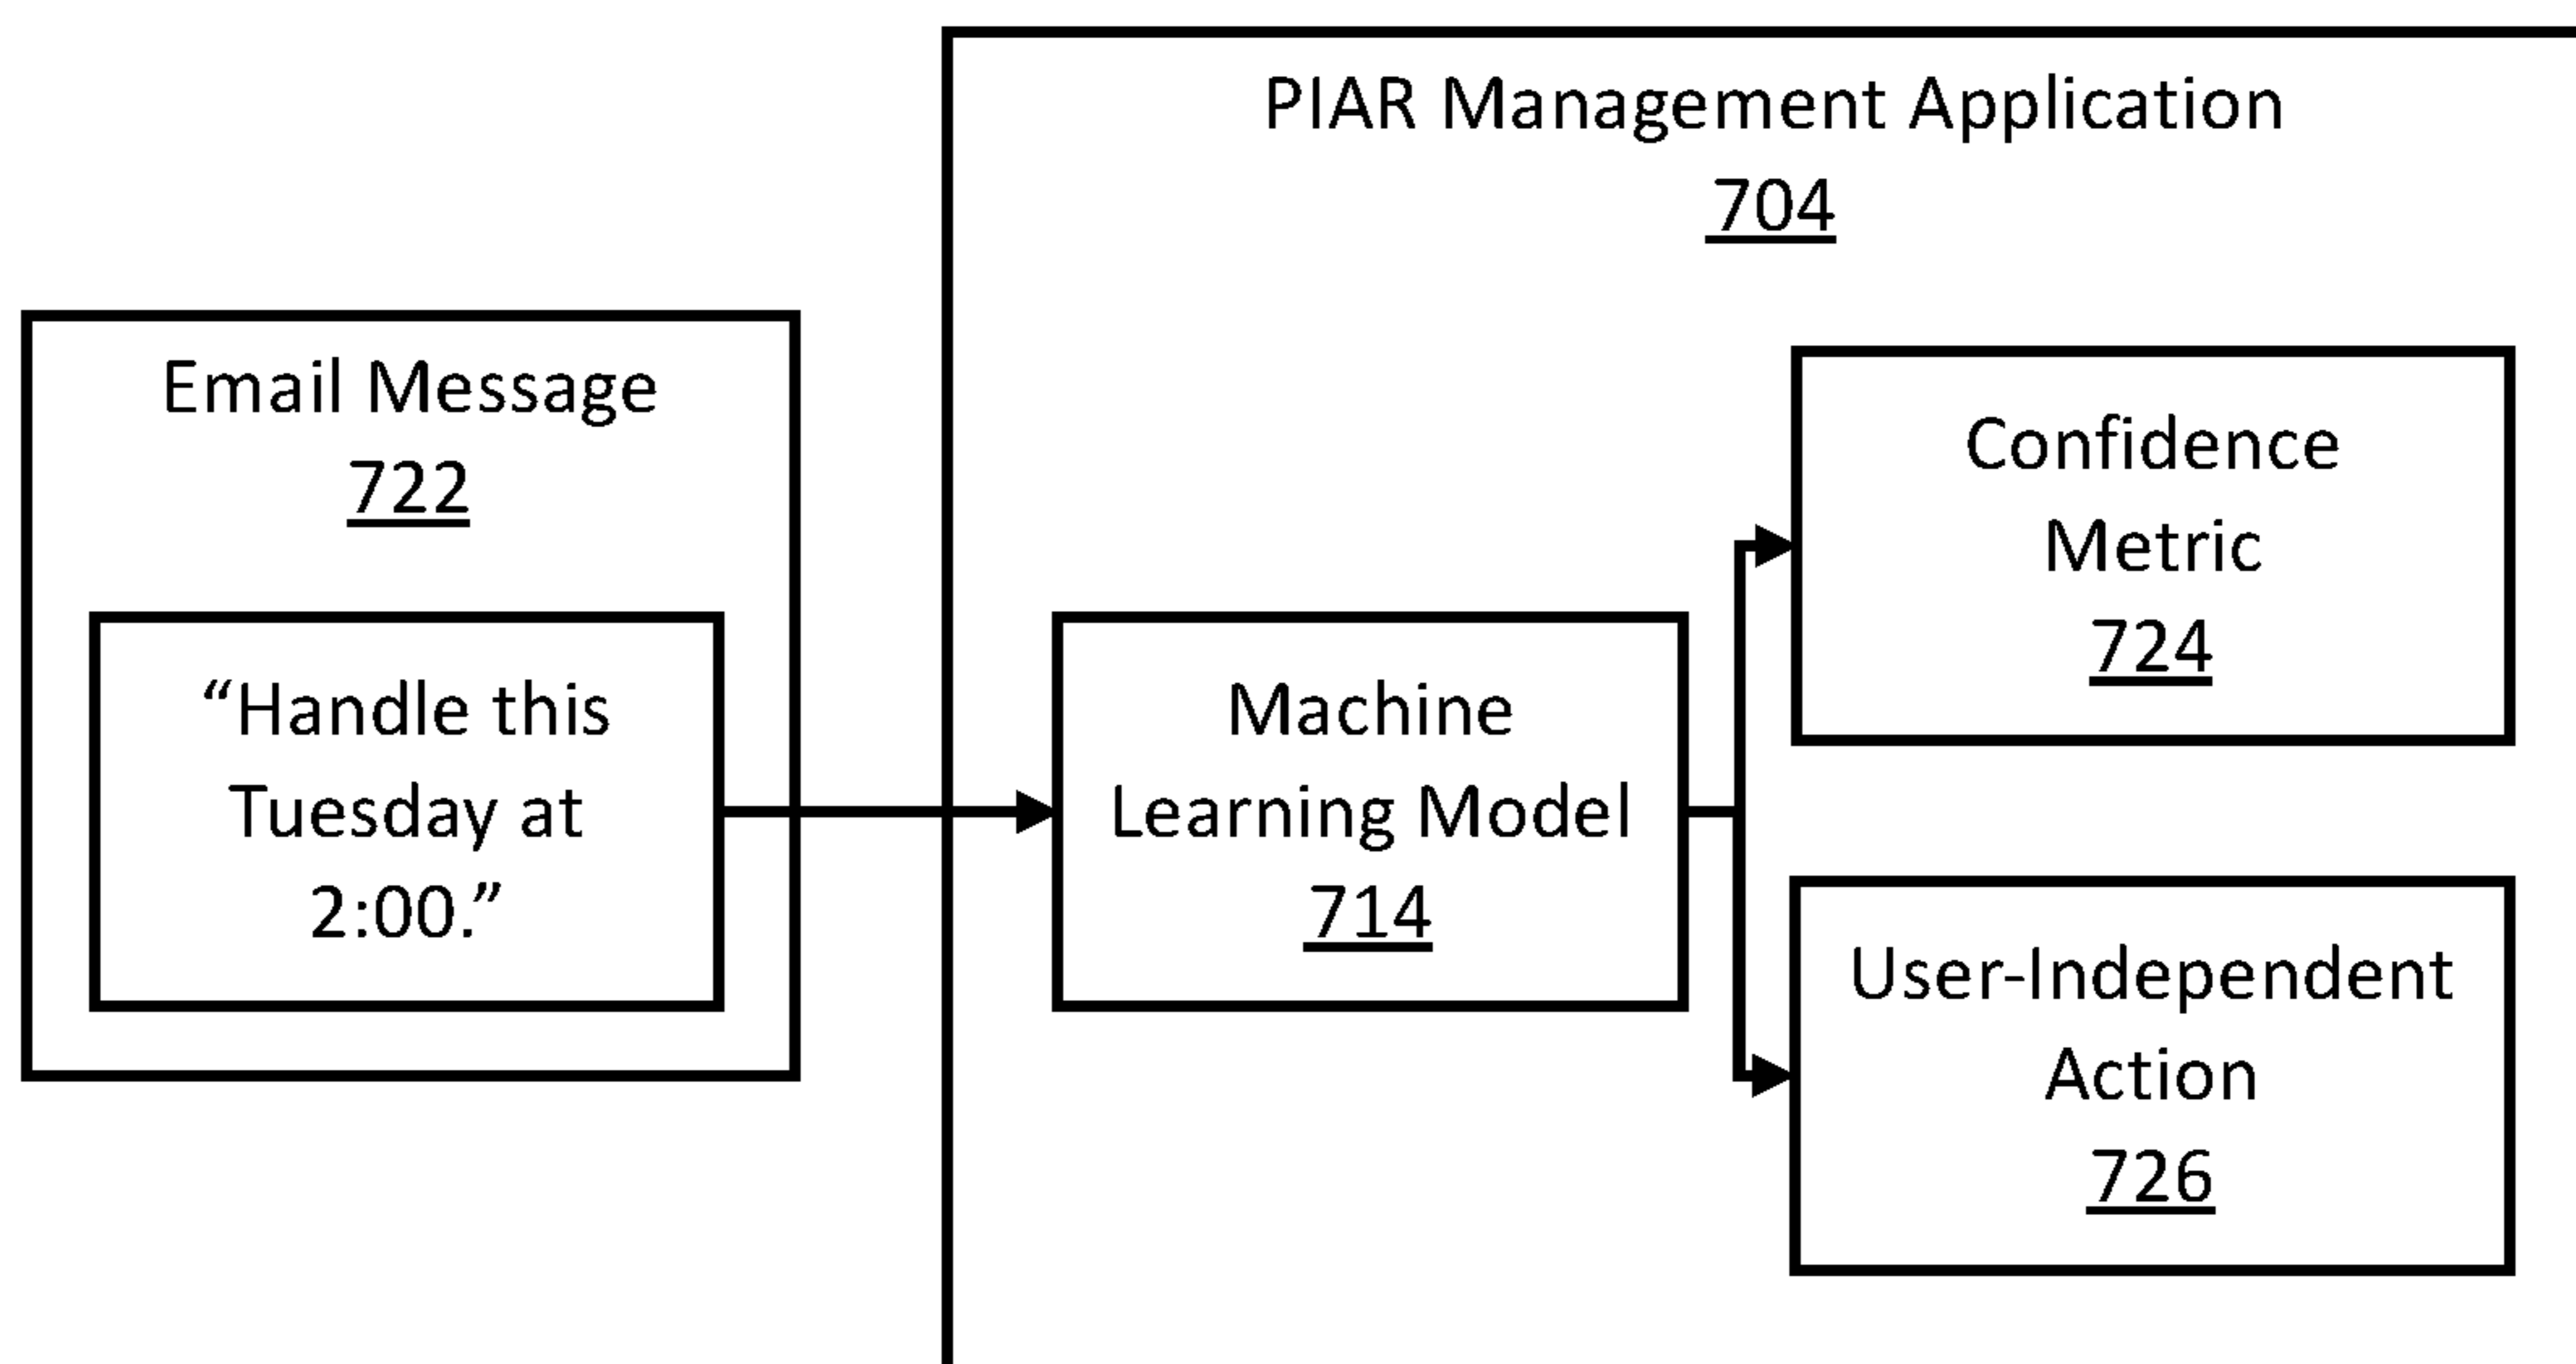 PIAR Management Application
704
Email Message
722
“Handle this
Tuesday at
2:00.”
Machine
Learning Model
714
Confidence
Metric
724
User-Independent
Action
726